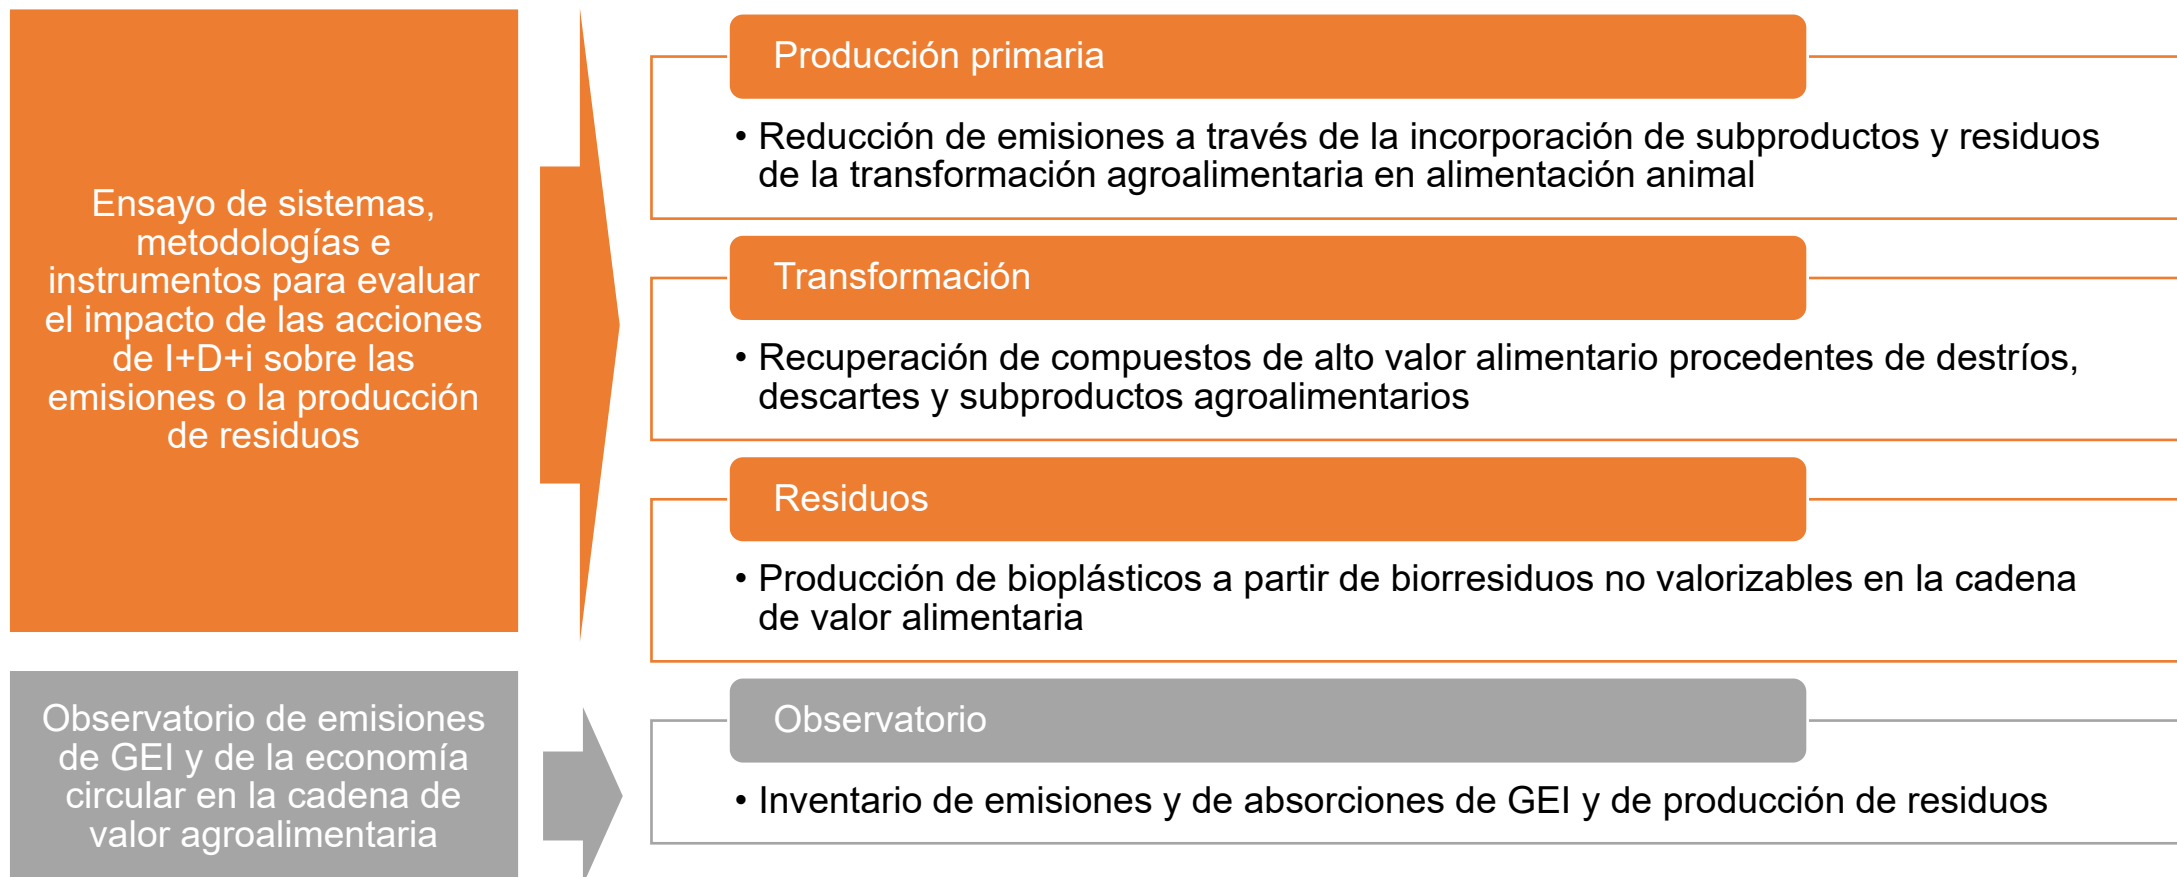 Ensayo de sistemas,
metodologías e
instrumentos para evaluar
el impacto de las acciones
de I+D+i sobre las
emisiones o la producción
de residuos
Producción primaria
• Reducción de emisiones a través de la incorporación de subproductos y residuos
de la transformación agroalimentaria en alimentación animal
Transformación
• Recuperación de compuestos de alto valor alimentario procedentes de destríos,
descartes y subproductos agroalimentarios
Residuos
• Producción de bioplásticos a partir de biorresiduos no valorizables en la cadena
de valor alimentaria
Observatorio de emisiones
de GEI y de la economía
circular en la cadena de
valor agroalimentaria
Observatorio
• Inventario de emisiones y de absorciones de GEI y de producción de residuos